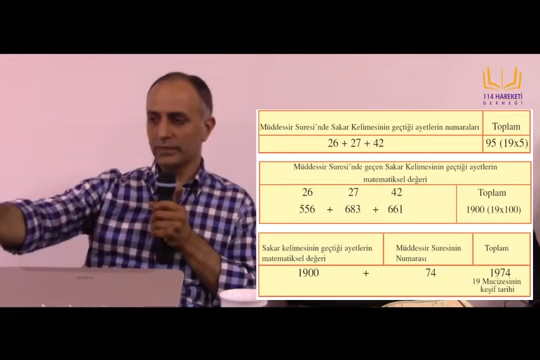 114 HAREKETİ
DERNEĞİ
Müddessir Suresi'nde Sakar Kelimesinin geçtiği ayetlerin numaraları Toplam
26 + 27 + 42 95 (19x5)
Müddessir Suresi'nde geçen Sakar Kelimesinin geçtiği ayetlerin
matematiksel değeri
26 27 42 Toplam
556 + 683 + 661 1900 (19x100)
Sakar kelimesinin geçtiği ayetlerin Müddessir Suresinin Toplam
matematiksel değeri Numarası
1900 + 74 1974
19 Mucizesinin
keşif tarihi
SONY